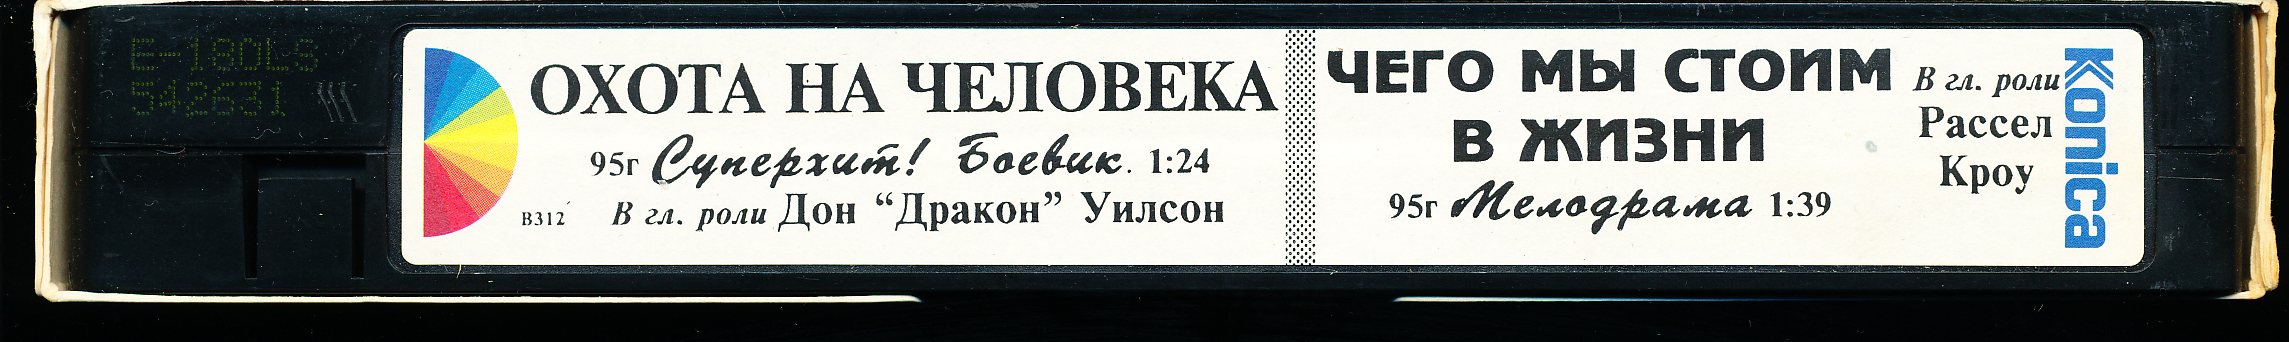 E-180LS
542631
ОХОТА НА ЧЕЛОВЕКА
95г Суперхит! Боевик. 1:24
В312 В гл. роли Дон “Дракон” Уилсон
ЧЕГО МЫ СТОИМ
В ЖИЗНИ
95г Мелодрама 1:39
В гл. роли
Рассел
Кроу
Konica